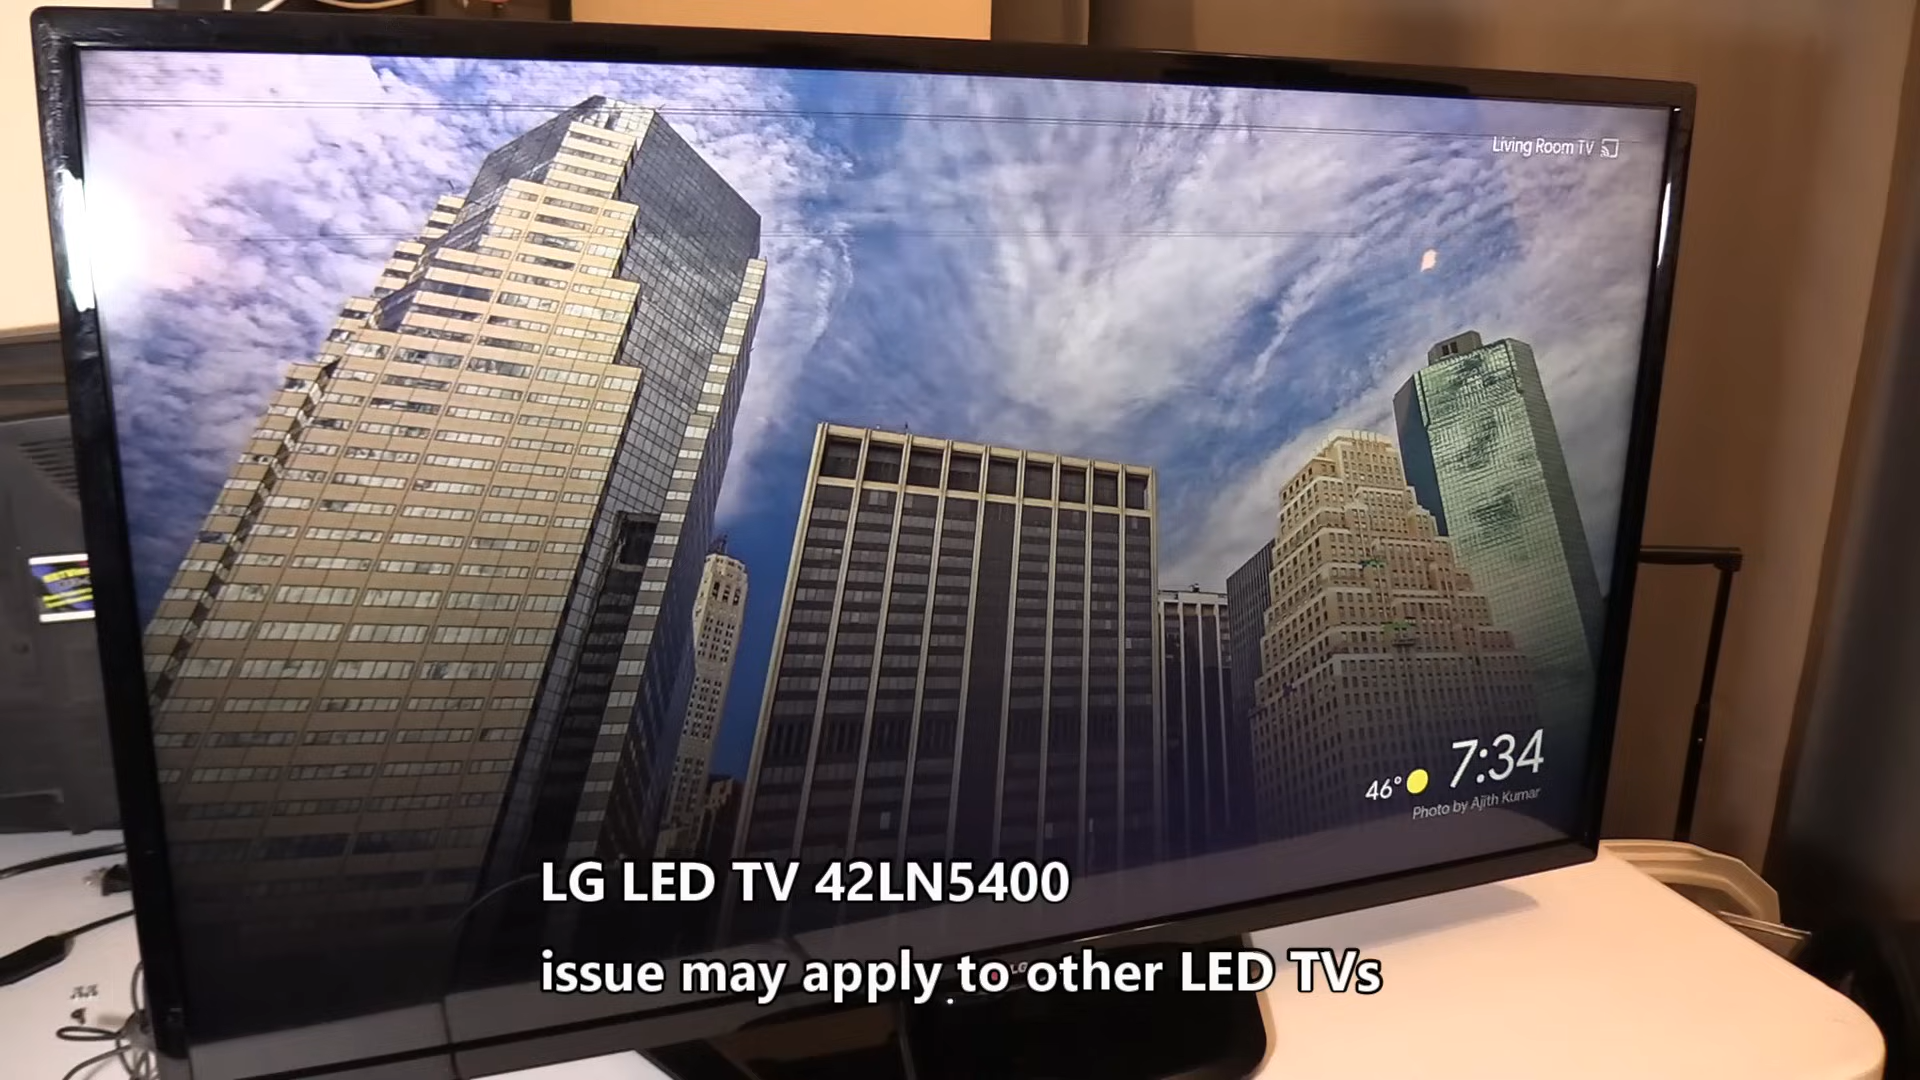 Living Room TV
46° 7:34
Photo by Ajith Kumar
LG LED TV 42LN5400
issue may apply to other LED TVs
LG